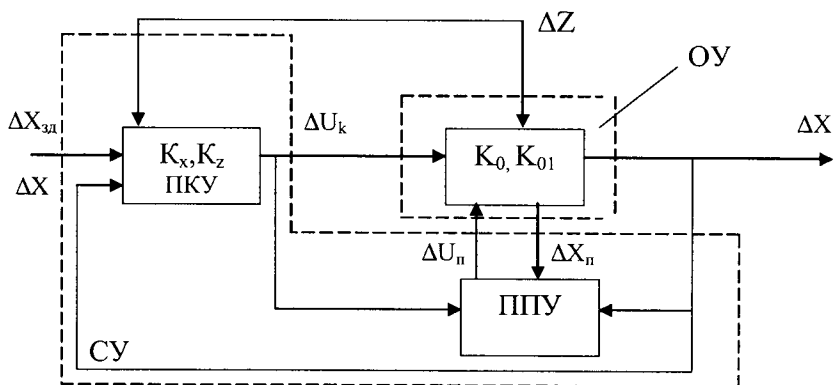 ΔZ
ОУ
ΔXзд
ΔX
Kx,Kz
ПКУ
ΔUk
K0, K01
ΔX
ΔUп
ΔXп
ППУ
СУ